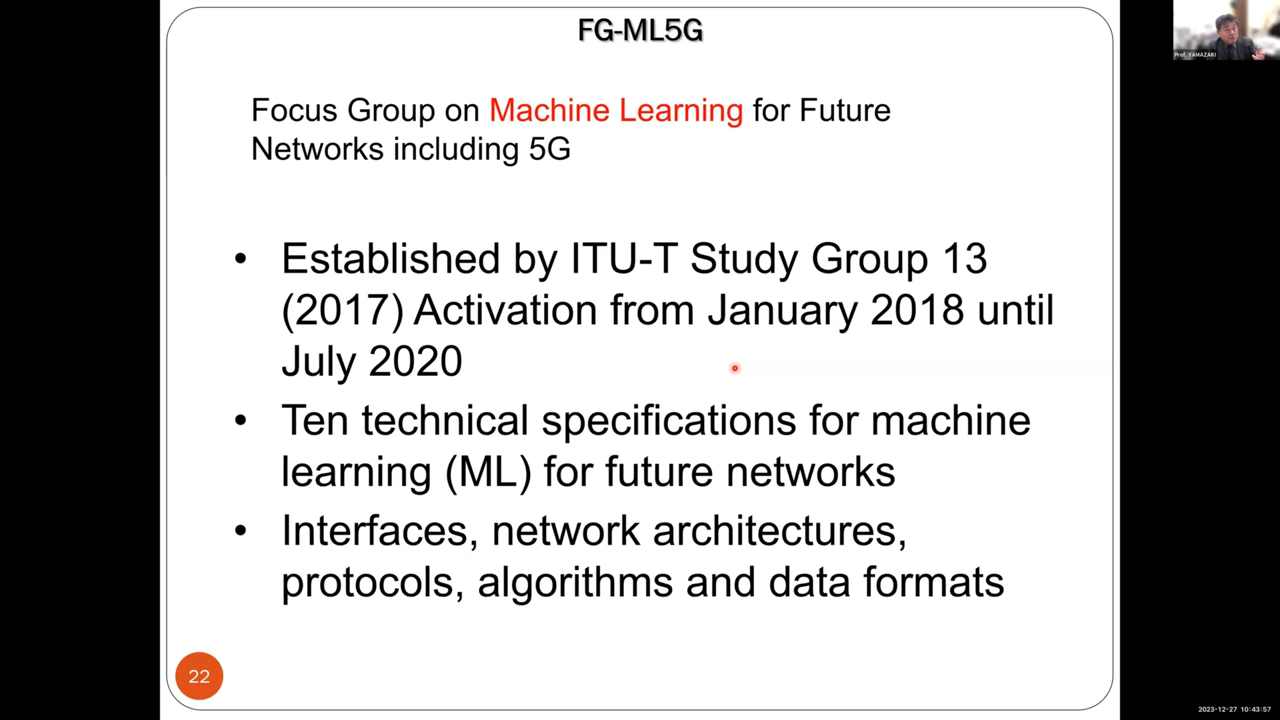 FG-ML5G
Prof. YAMAZAKI
Focus Group on Machine Learning for Future
Networks including 5G
• Established by ITU-T Study Group 13
(2017) Activation from January 2018 until
July 2020
• Ten technical specifications for machine
learning (ML) for future networks
• Interfaces, network architectures,
protocols, algorithms and data formats
22
2023-12-27 10:43:57